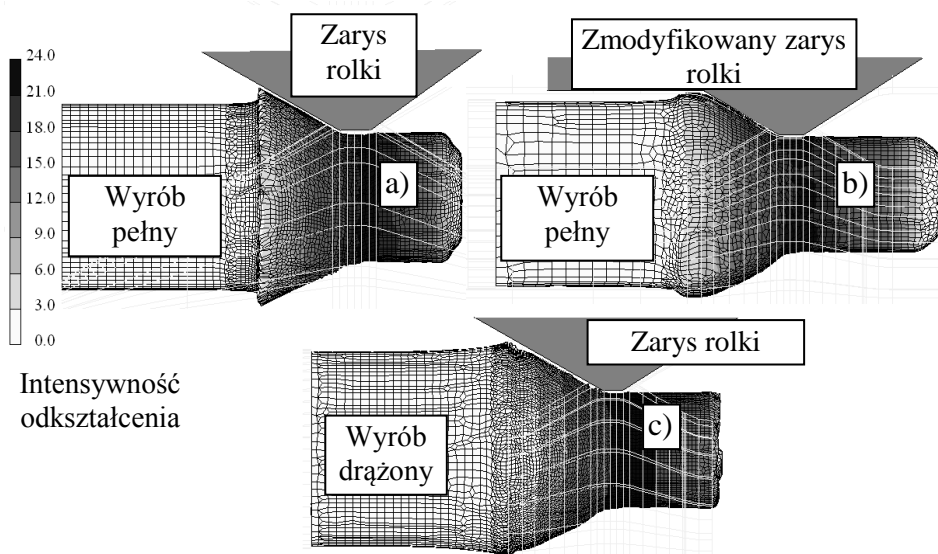 24.0
21.0
18.0
15.0
12.0
9.0
6.0
3.0
0.0
Intensywność
odkształcenia
Zarys
rolki
Wyrób
pełny
a)
Zmodyfikowany zarys
rolki
Wyrób
pełny
b)
Zarys rolki
Wyrób
drążony
c)